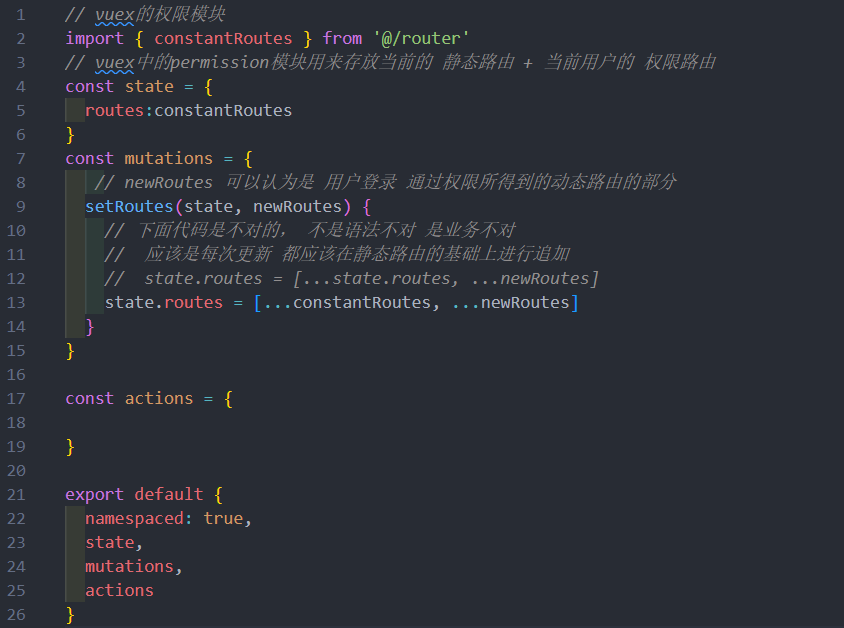 1 // vuex的权限模块
2 import { constantRoutes } from '@/router'
3 // vuex中的permission模块用来存放当前的 静态路由 + 当前用户的 权限路由
4 const state = {
5   routes:constantRoutes
6 }
7 const mutations = {
8    // newRoutes 可以认为是 用户登录 通过权限所得到的动态路由的部分
9   setRoutes(state, newRoutes) {
10     // 下面代码是不对的， 不是语法不对 是业务不对
11     //  应该是每次更新 都应该在静态路由的基础上进行追加
12     //  state.routes = [...state.routes, ...newRoutes]
13     state.routes = [...constantRoutes, ...newRoutes]
14   }
15 }
16
17 const actions = {
18
19 }
20
21 export default {
22   namespaced: true,
23   state,
24   mutations,
25   actions
26 }